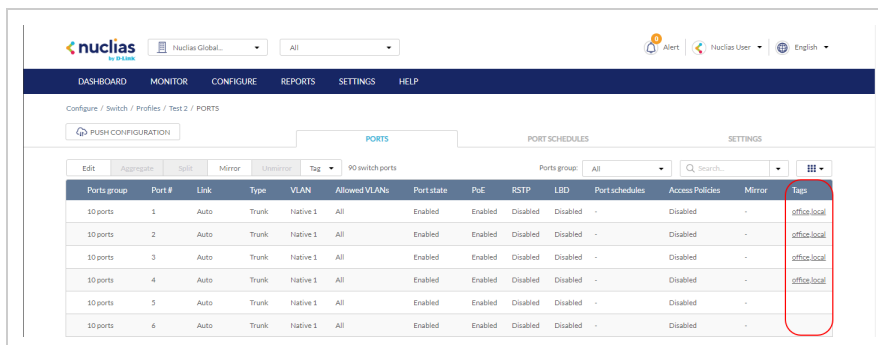 nuclias
by D-Link
Nuclias Global...
All
0
Alert
Nuclias User
English
DASHBOARD MONITOR CONFIGURE REPORTS SETTINGS HELP
Configure / Switch / Profiles / Test 2 / PORTS
PUSH CONFIGURATION
PORTS PORT SCHEDULES SETTINGS
Edit Aggregate Split Mirror Unmirror Tag 90 switch ports Ports group: All Search...
Ports group Port # Link Type VLAN Allowed VLANs Port state PoE RSTP LBD Port schedules Access Policies Mirror Tags
10 ports 1 Auto Trunk Native 1 All Enabled Enabled Disabled Disabled - Disabled - office,local
10 ports 2 Auto Trunk Native 1 All Enabled Enabled Disabled Disabled - Disabled - office,local
10 ports 3 Auto Trunk Native 1 All Enabled Enabled Disabled Disabled - Disabled - office,local
10 ports 4 Auto Trunk Native 1 All Enabled Enabled Disabled Disabled - Disabled - office,local
10 ports 5 Auto Trunk Native 1 All Enabled Enabled Disabled Disabled - Disabled -
10 ports 6 Auto Trunk Native 1 All Enabled Enabled Disabled Disabled - Disabled -